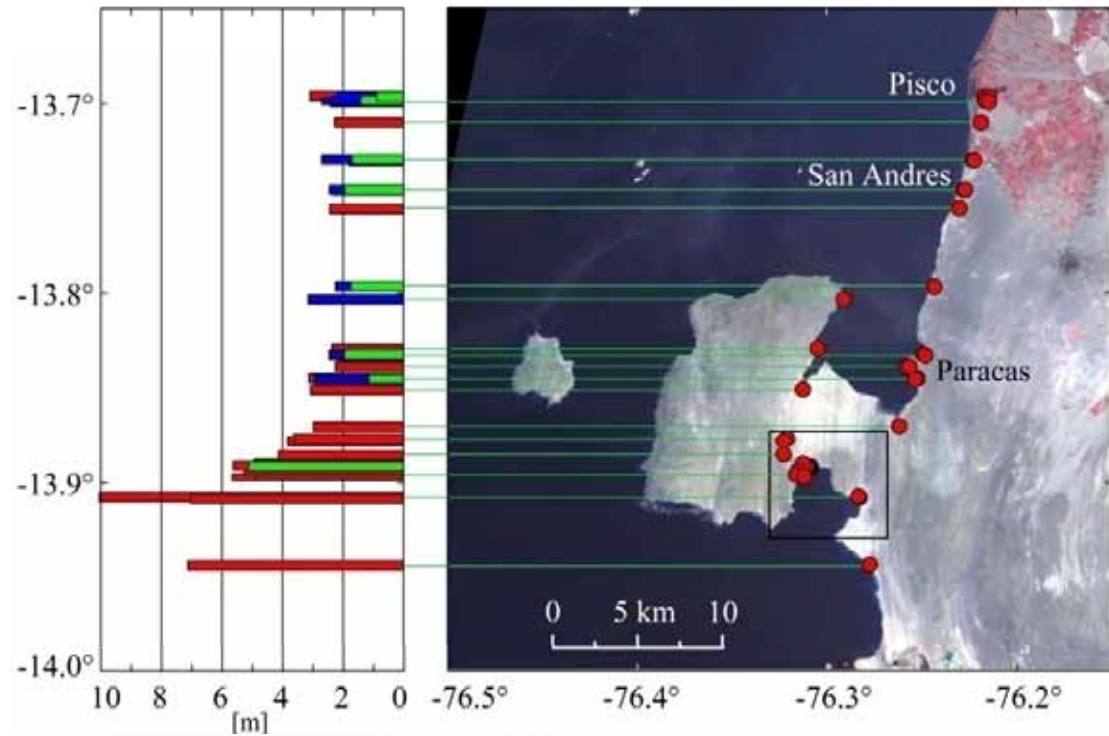 -13.7°
-13.8°
-13.9°
-14.0°
10 8 6 4 2 0
[m]
Pisco
San Andres
Paracas
0 5 km 10
-76.5° -76.4° -76.3° -76.2°